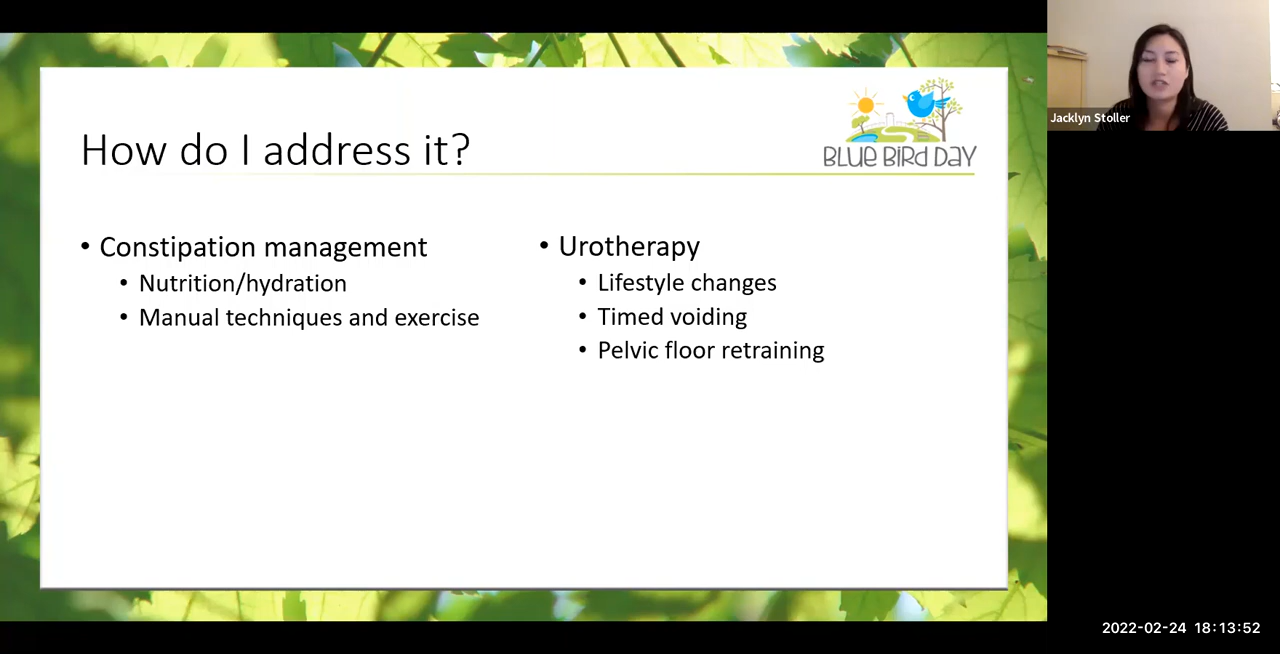 How do I address it?
BLUE BIRD DAY
• Constipation management
• Nutrition/hydration
• Manual techniques and exercise
• Urotherapy
• Lifestyle changes
• Timed voiding
• Pelvic floor retraining
Jacklyn Stoller
2022-02-24 18:13:52